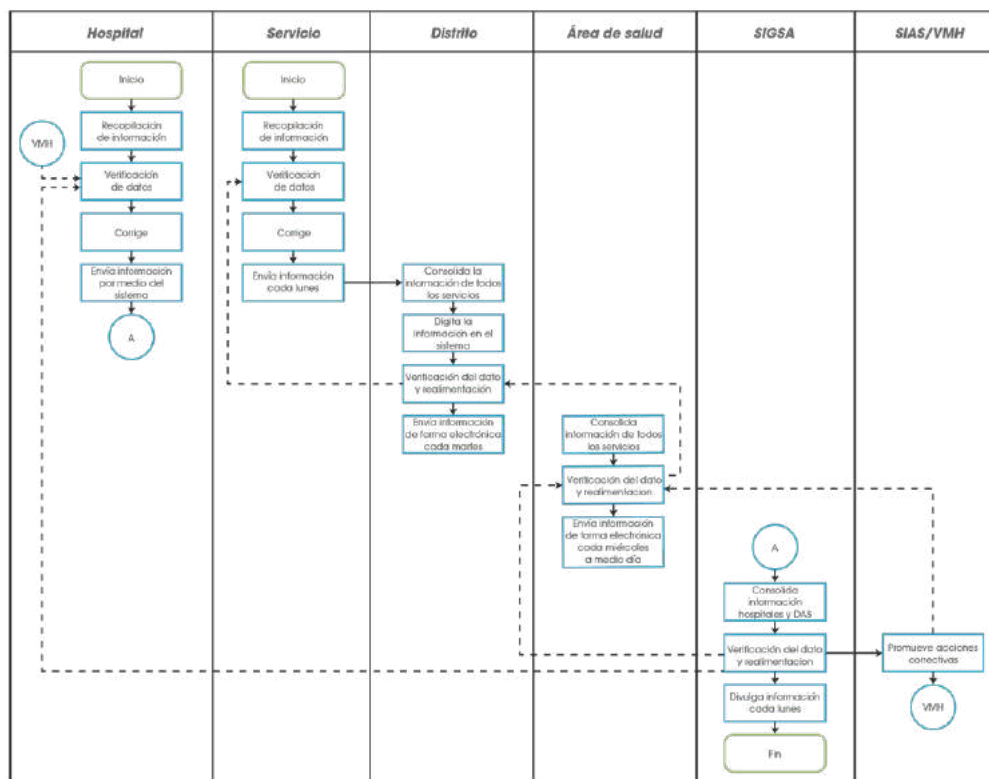 Hospital
Servicio
Distrito
Área de salud
SIGSA
SIAS/VMH
Inicio
Recopilación
de información
VMH
Verificación
de datos
Corrige
Envía información
por medio del
sistema
A
Inicio
Recopilación
de información
Verificación
de datos
Corrige
Envía información
cada lunes
Consolida la
información de todos
los servicios
Digita la
información en el
sistema
Verificación del dato
y realimentación
Envía información
de forma electrónica
cada martes
Consolida
información de todos
los servicios
Verificación del dato
y realimentacion
Envía información
de forma electrónica
cada miércoles
a medio día
A
Consolida
información
hospitales y DAS
Verificación del dato
y realimentacion
Divulga información
cada lunes
Fin
Promueve acciones
correctivas
VMH